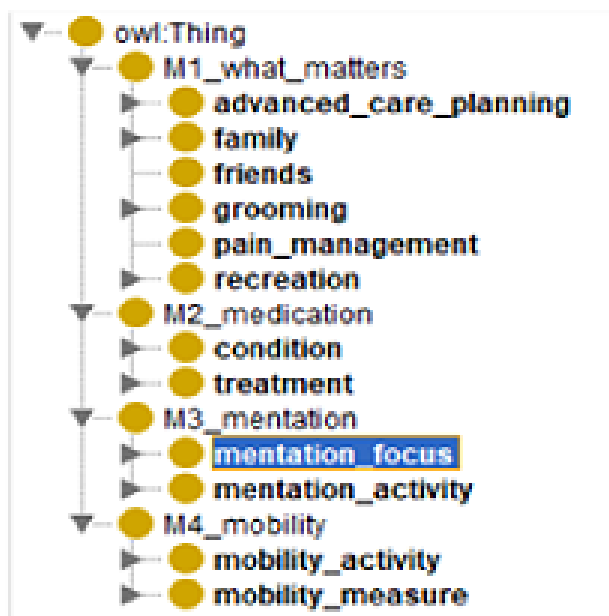 owl:Thing
M1_what_matters
advanced_care_planning
family
friends
grooming
pain_management
recreation
M2_medication
condition
treatment
M3_mentation
mentation_focus
mentation_activity
M4_mobility
mobility_activity
mobility_measure